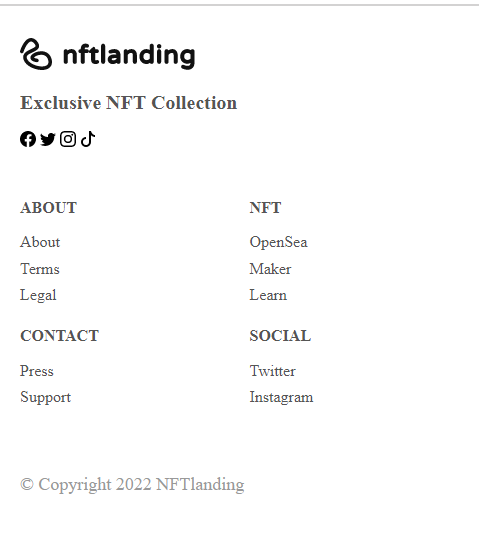 nftlanding
Exclusive NFT Collection
ABOUT
About
Terms
Legal
NFT
OpenSea
Maker
Learn
CONTACT
Press
Support
SOCIAL
Twitter
Instagram
© Copyright 2022 NFTlanding